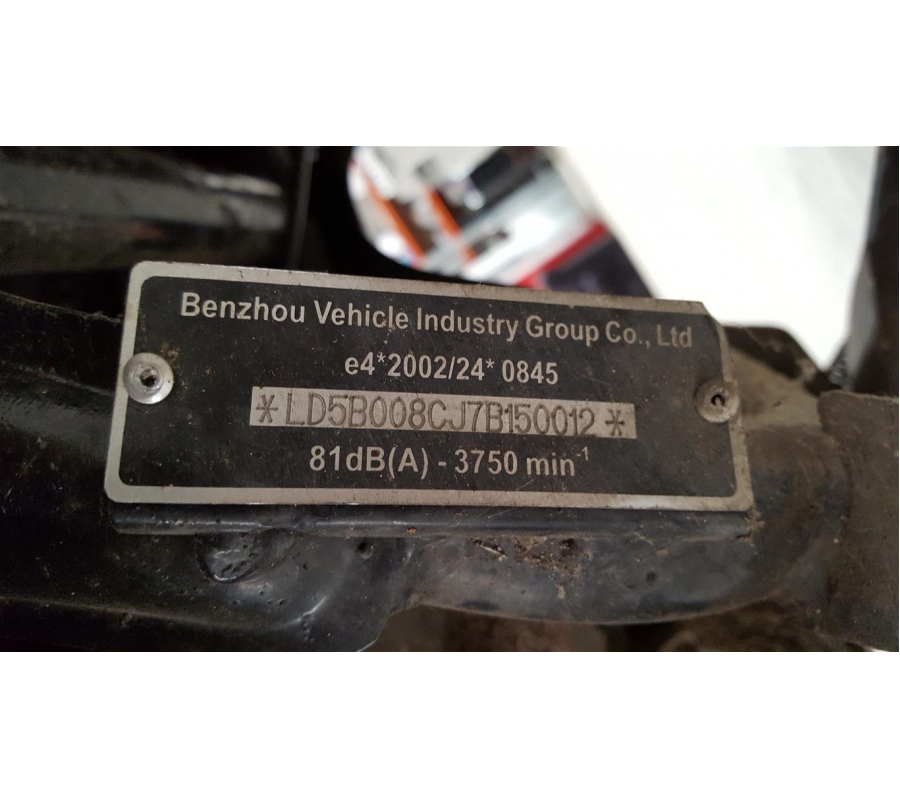 Benzhou Vehicle Industry Group Co., Ltd
e4*2002/24* 0845
*LD5B008CJ7B150012*
81dB(A) - 3750 min⁻¹